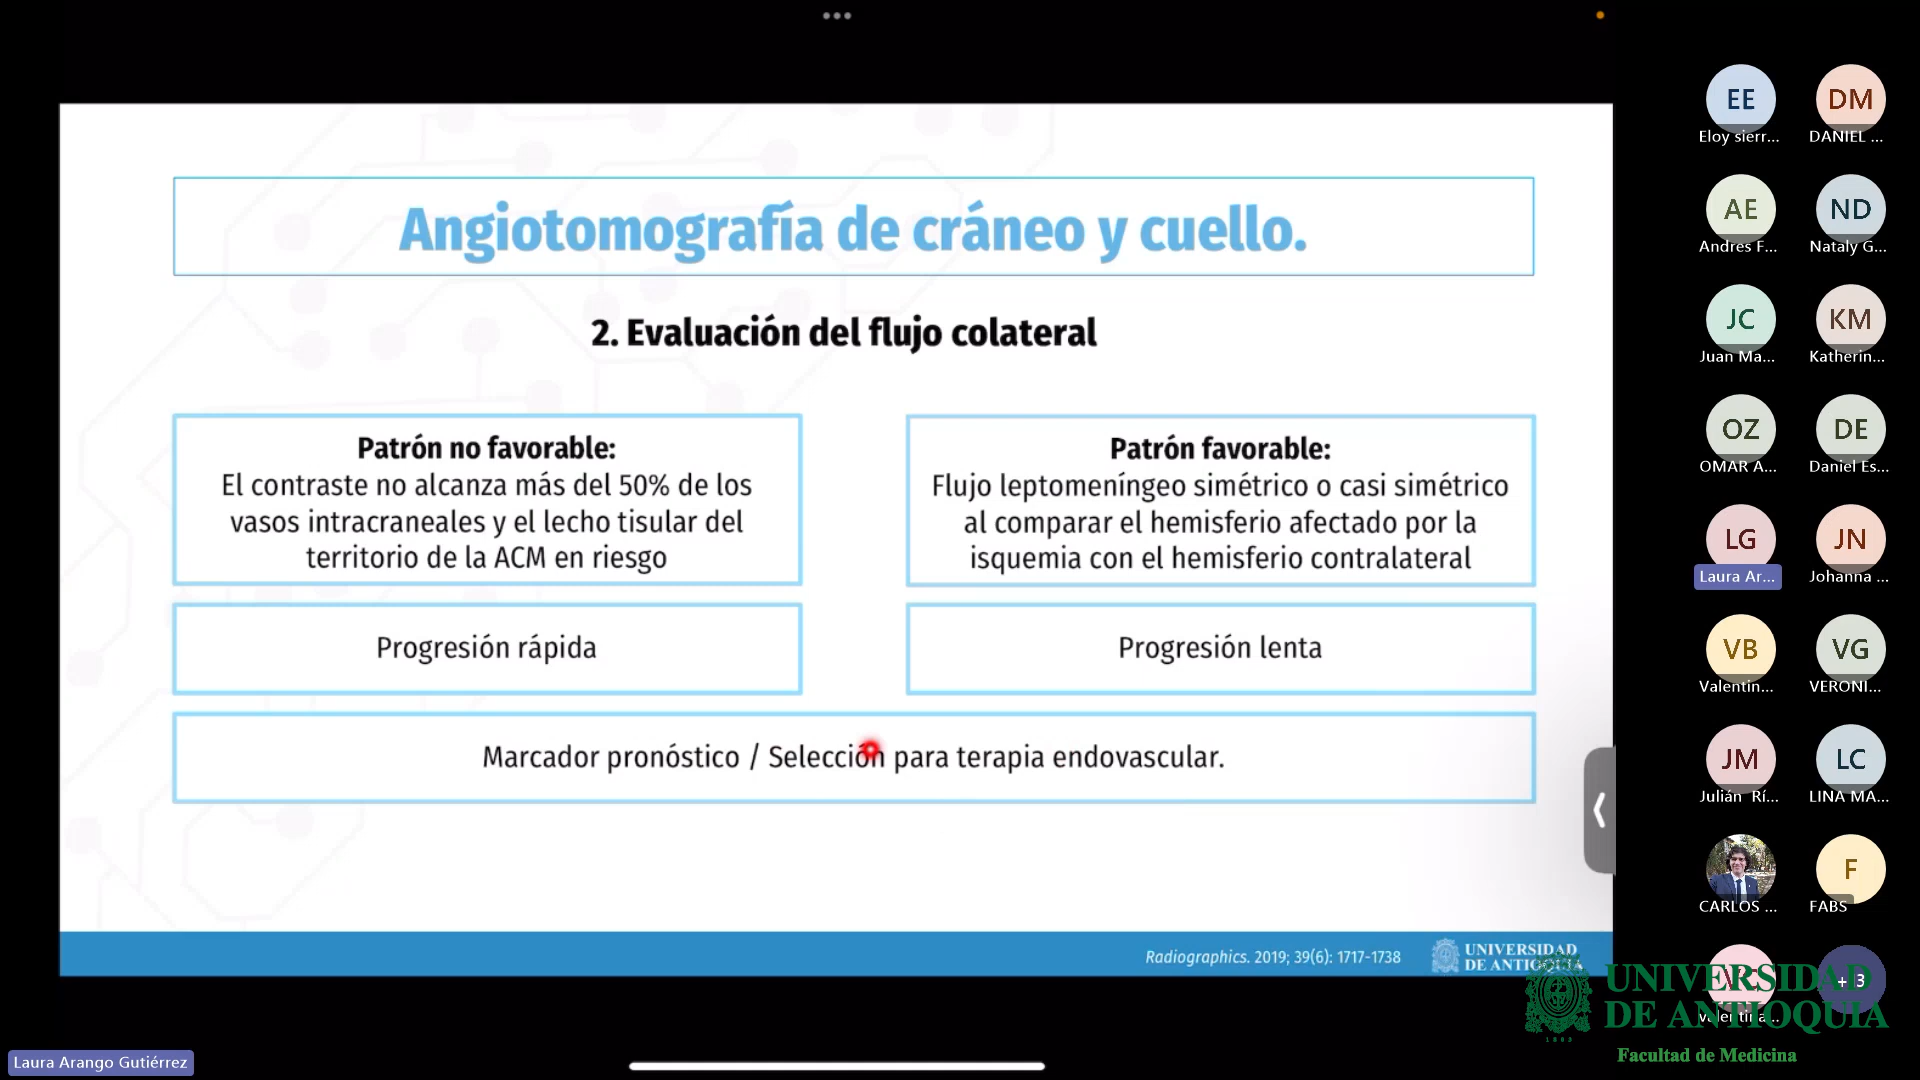 Angiotomografía de cráneo y cuello.
2. Evaluación del flujo colateral
Patrón no favorable:
El contraste no alcanza más del 50% de los
vasos intracraneales y el lecho tisular del
territorio de la ACM en riesgo
Patrón favorable:
Flujo leptomeníngeo simétrico o casi simétrico
al comparar el hemisferio afectado por la
isquemia con el hemisferio contralateral
Progresión rápida
Progresión lenta
Marcador pronóstico / Selección para terapia endovascular.
Radiographics. 2019; 39(6): 1717-1738
UNIVERSIDAD
DE ANTIOQUIA
EE
Eloy sierr...
DM
DANIEL ...
AE
Andres F...
ND
Nataly G...
JC
Juan Ma...
KM
Katherin...
OZ
OMAR A...
DE
Daniel Es...
LG
Laura Ar...
JN
Johanna ...
VB
Valentin...
VG
VERONI...
JM
Julián Rí...
LC
LINA MA...
CARLOS ...
F
FABS
valentina...
+3
UNIVERSIDAD
DE ANTIOQUIA
1803
Facultad de Medicina
Laura Arango Gutiérrez